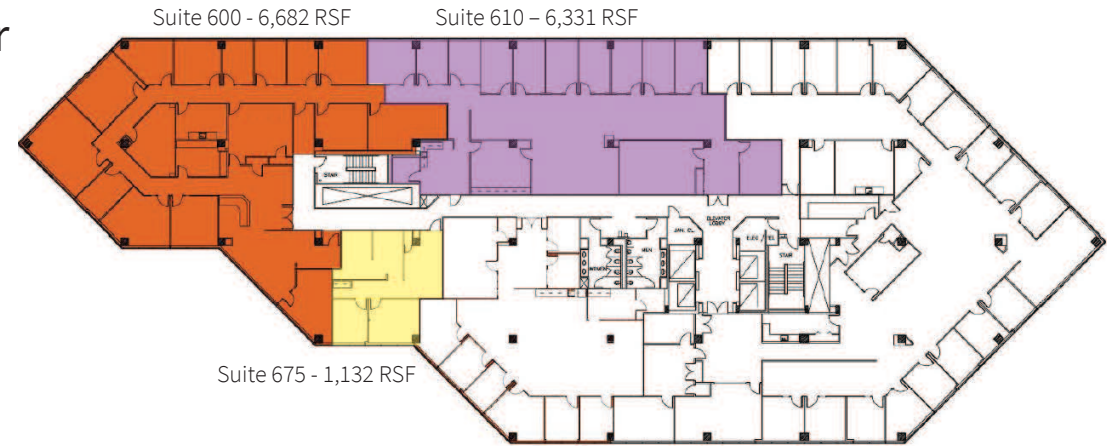 Suite 600 - 6,682 RSF
Suite 610 – 6,331 RSF
r
STAIR
JAN. CL.
ELEVATOR
LOBBY
ELEC./TEL
MEN
WOMEN
STAIR
Suite 675 - 1,132 RSF